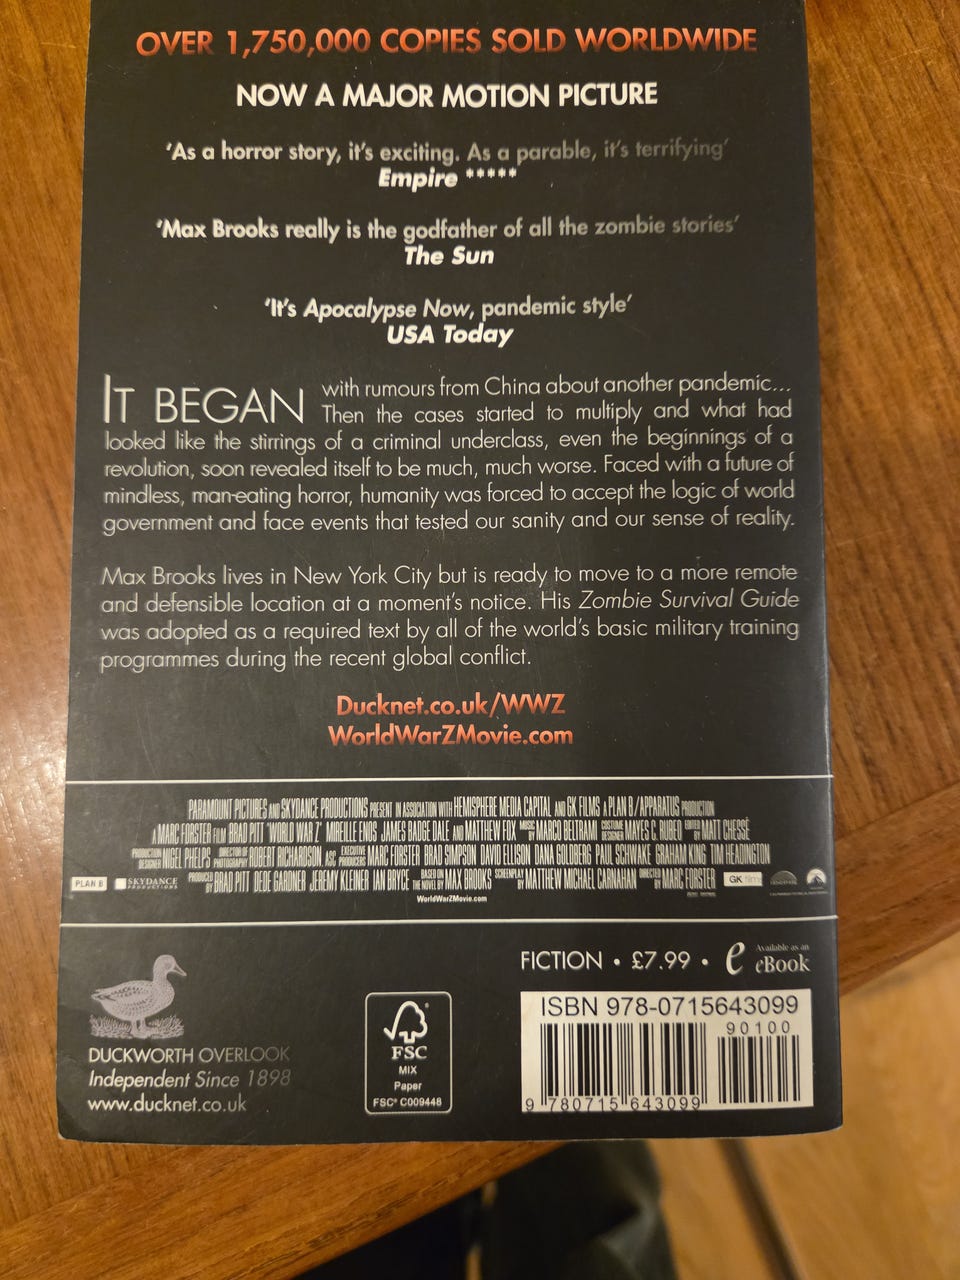 OVER 1,750,000 COPIES SOLD WORLDWIDE
NOW A MAJOR MOTION PICTURE
'As a horror story, it's exciting. As a parable, it's terrifying'
Empire *****
'Max Brooks really is the godfather of all the zombie stories'
The Sun
'It's Apocalypse Now, pandemic style'
USA Today
IT BEGAN with rumours from China about another pandemic...
Then the cases started to multiply and what had
looked like the stirrings of a criminal underclass, even the beginnings of a
revolution, soon revealed itself to be much, much worse. Faced with a future of
mindless, man-eating horror, humanity was forced to accept the logic of world
government and face events that tested our sanity and our sense of reality.
Max Brooks lives in New York City but is ready to move to a more remote
and defensible location at a moment's notice. His Zombie Survival Guide
was adopted as a required text by all of the world's basic military training
programmes during the recent global conflict.
Ducknet.co.uk/WWZ
WorldWarZMovie.com
PARAMOUNT PICTURES AND SKYDANCE PRODUCTIONS PRESENT IN ASSOCIATION WITH HEMISPHERE MEDIA CAPITAL AND GK FILMS A PLAN B/APPARATUS PRODUCTION
A MARC FORSTER FILM BRAD PITT 'WORLD WAR Z' MIREILLE ENOS JAMES BADGE DALE AND MATTHEW FOX MUSIC BY MARCO BELTRAMI COSTUME DESIGNER MAYES C. RUBEO EDITED BY MATT CHESSÉ
PRODUCTION DESIGNER NIGEL PHELPS DIRECTOR OF PHOTOGRAPHY ROBERT RICHARDSON, ASC EXECUTIVE PRODUCERS MARC FORSTER BRAD SIMPSON DAVID ELLISON DANA GOLDBERG PAUL SCHWAKE GRAHAM KING TIM HEADINGTON
PLAN B SKYDANCE PRODUCTIONS PRODUCED BY BRAD PITT DEDE GARDNER JEREMY KLEINER IAN BRYCE BASED ON THE NOVEL BY MAX BROOKS SCREENPLAY BY MATTHEW MICHAEL CARNAHAN DIRECTED BY MARC FORSTER GK films
WorldWarZMovie.com
FICTION • £7.99 • e Available as an eBook
DUCKWORTH OVERLOOK
Independent Since 1898
www.ducknet.co.uk
FSC
MIX
Paper
FSC® C009448
ISBN 978-0715643099
90100
9 780715 643099